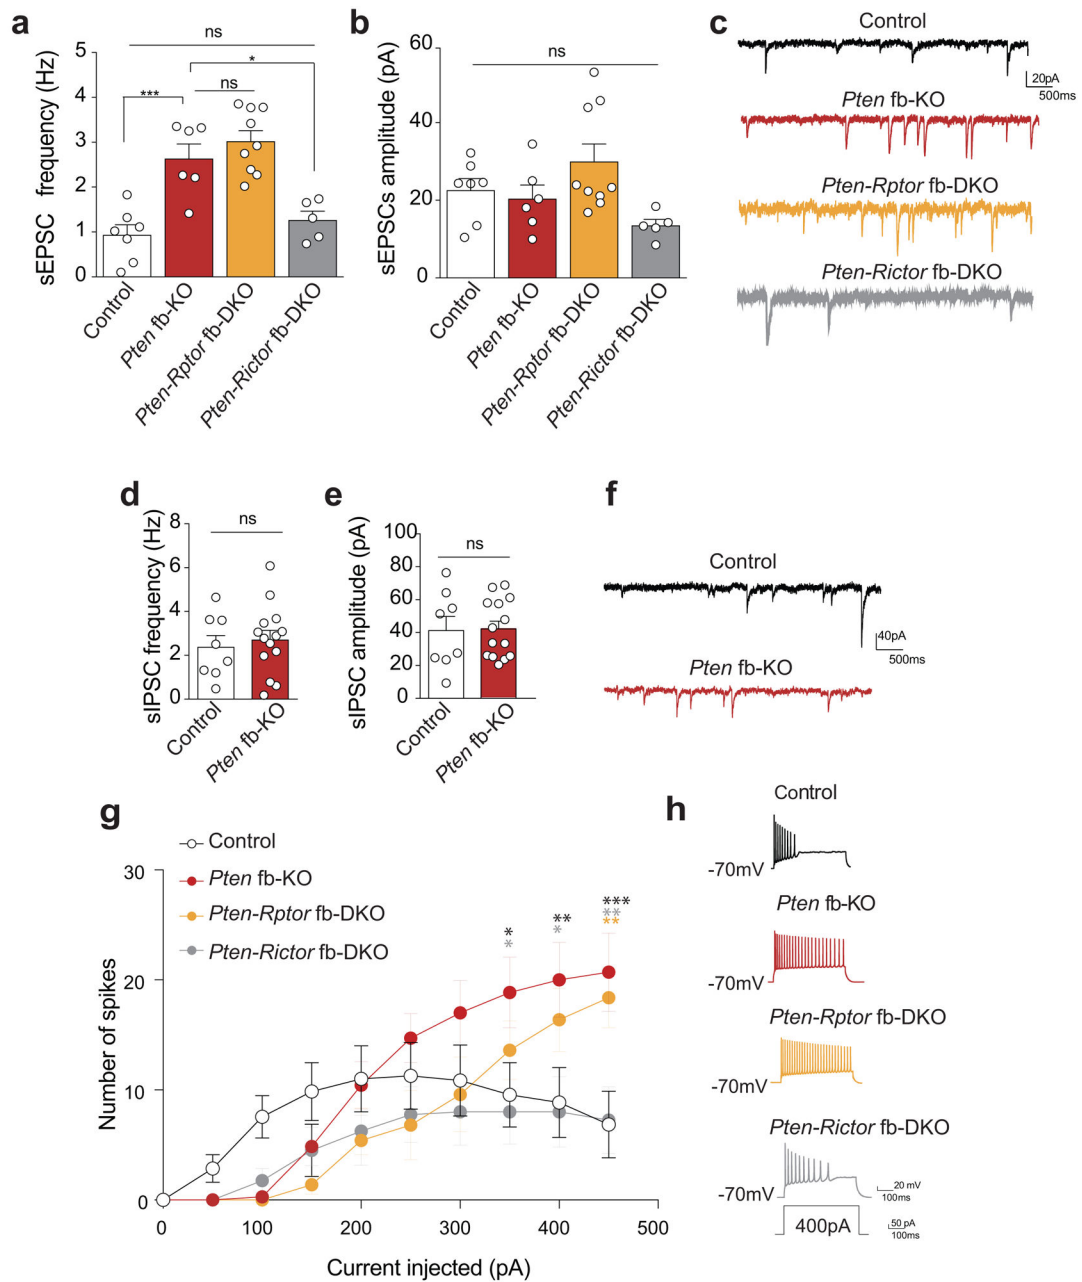 a
sEPSC frequency (Hz)
5
4
3
2
1
0
ns
*
***
ns
Control
Pten fb-KO
Pten-Rptor fb-DKO
Pten-Rictor fb-DKO
b
sEPSCs amplitude (pA)
60
40
20
0
ns
Control
Pten fb-KO
Pten-Rptor fb-DKO
Pten-Rictor fb-DKO
c
Control
20pA
500ms
Pten fb-KO
Pten-Rptor fb-DKO
Pten-Rictor fb-DKO
d
sIPSC frequency (Hz)
8
6
4
2
0
ns
Control
Pten fb-KO
e
sIPSC amplitude (pA)
100
80
60
40
20
0
ns
Control
Pten fb-KO
f
Control
40pA
500ms
Pten fb-KO
g
Control
Pten fb-KO
Pten-Rptor fb-DKO
Pten-Rictor fb-DKO
Number of spikes
30
20
10
0
*
*
**
*
***
**
**
0 100 200 300 400 500
Current injected (pA)
h
Control
-70mV
Pten fb-KO
-70mV
Pten-Rptor fb-DKO
-70mV
Pten-Rictor fb-DKO
-70mV
20 mV
100ms
400pA
50 pA
100ms